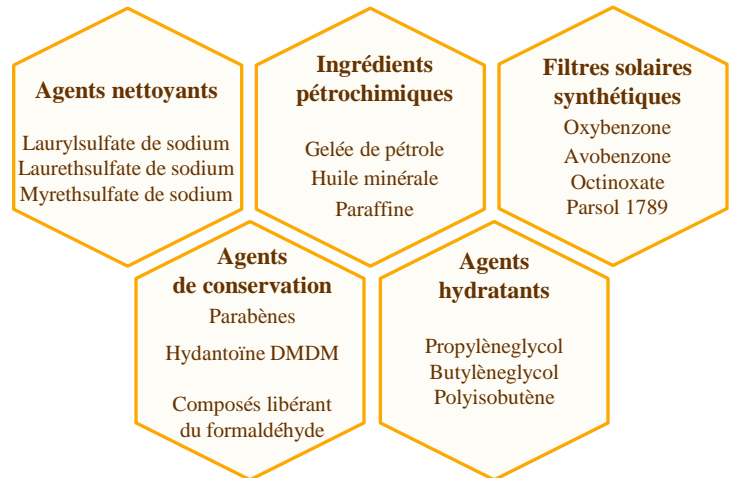 Agents nettoyants
Laurylsulfate de sodium
Laurethsulfate de sodium
Myrethsulfate de sodium
Ingrédients
pétrochimiques
Gelée de pétrole
Huile minérale
Paraffine
Filtres solaires
synthétiques
Oxybenzone
Avobenzone
Octinoxate
Parsol 1789
Agents
de conservation
Parabènes
Hydantoïne DMDM
Composés libérant
du formaldéhyde
Agents
hydratants
Propylèneglycol
Butylèneglycol
Polyisobutène